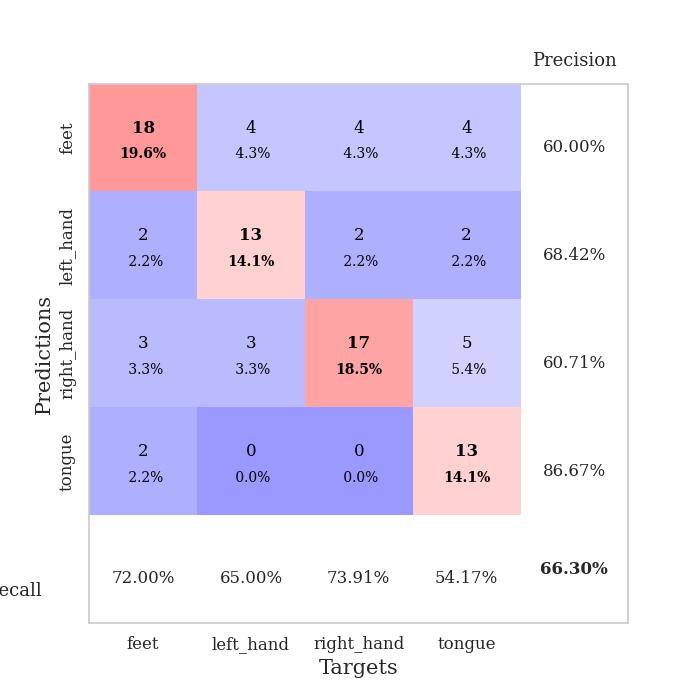 Precision
feet
18 4 4 4 60.00%
19.6% 4.3% 4.3% 4.3%
left_hand
2 13 2 2 68.42%
2.2% 14.1% 2.2% 2.2%
Predictions
right_hand
3 3 17 5 60.71%
3.3% 3.3% 18.5% 5.4%
tongue
2 0 0 13 86.67%
2.2% 0.0% 0.0% 14.1%
ecall
72.00% 65.00% 73.91% 54.17% 66.30%
feet left_hand right_hand tongue
Targets